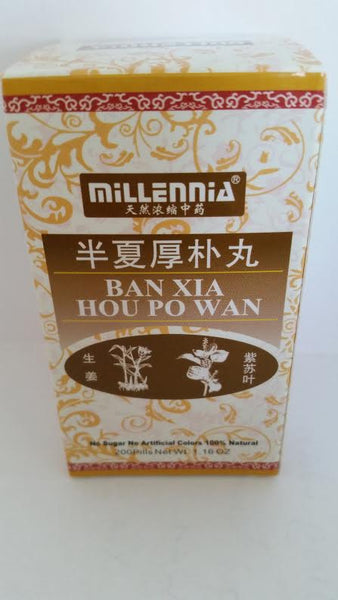 MiLLENNiA®
天然浓缩中药
半夏厚朴丸
BAN XIA
HOU PO WAN
生姜
紫苏叶
No Sugar No Artificial Colors 100% Natural
200Pills Net Wt. 1.16 OZ